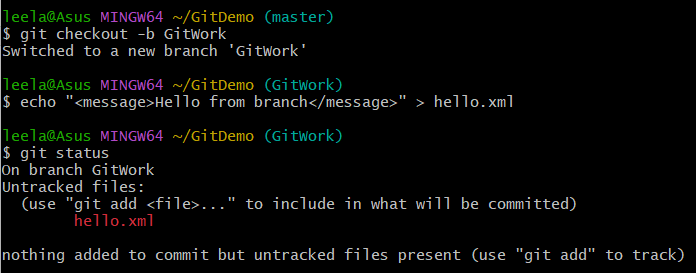 leela@Asus MINGW64 ~/GitDemo (master)
$ git checkout -b GitWork
Switched to a new branch 'GitWork'
leela@Asus MINGW64 ~/GitDemo (GitWork)
$ echo "<message>Hello from branch</message>" > hello.xml
leela@Asus MINGW64 ~/GitDemo (GitWork)
$ git status
On branch GitWork
Untracked files:
  (use "git add <file>..." to include in what will be committed)
        hello.xml
nothing added to commit but untracked files present (use "git add" to track)